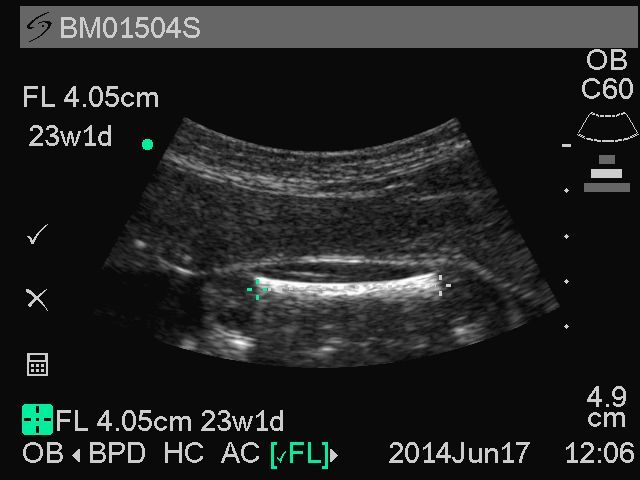 BM01504S
OB
C60
FL 4.05cm
23w1d
4.9
cm
FL 4.05cm 23w1d
OB BPD HC AC [✓FL] 2014Jun17 12:06